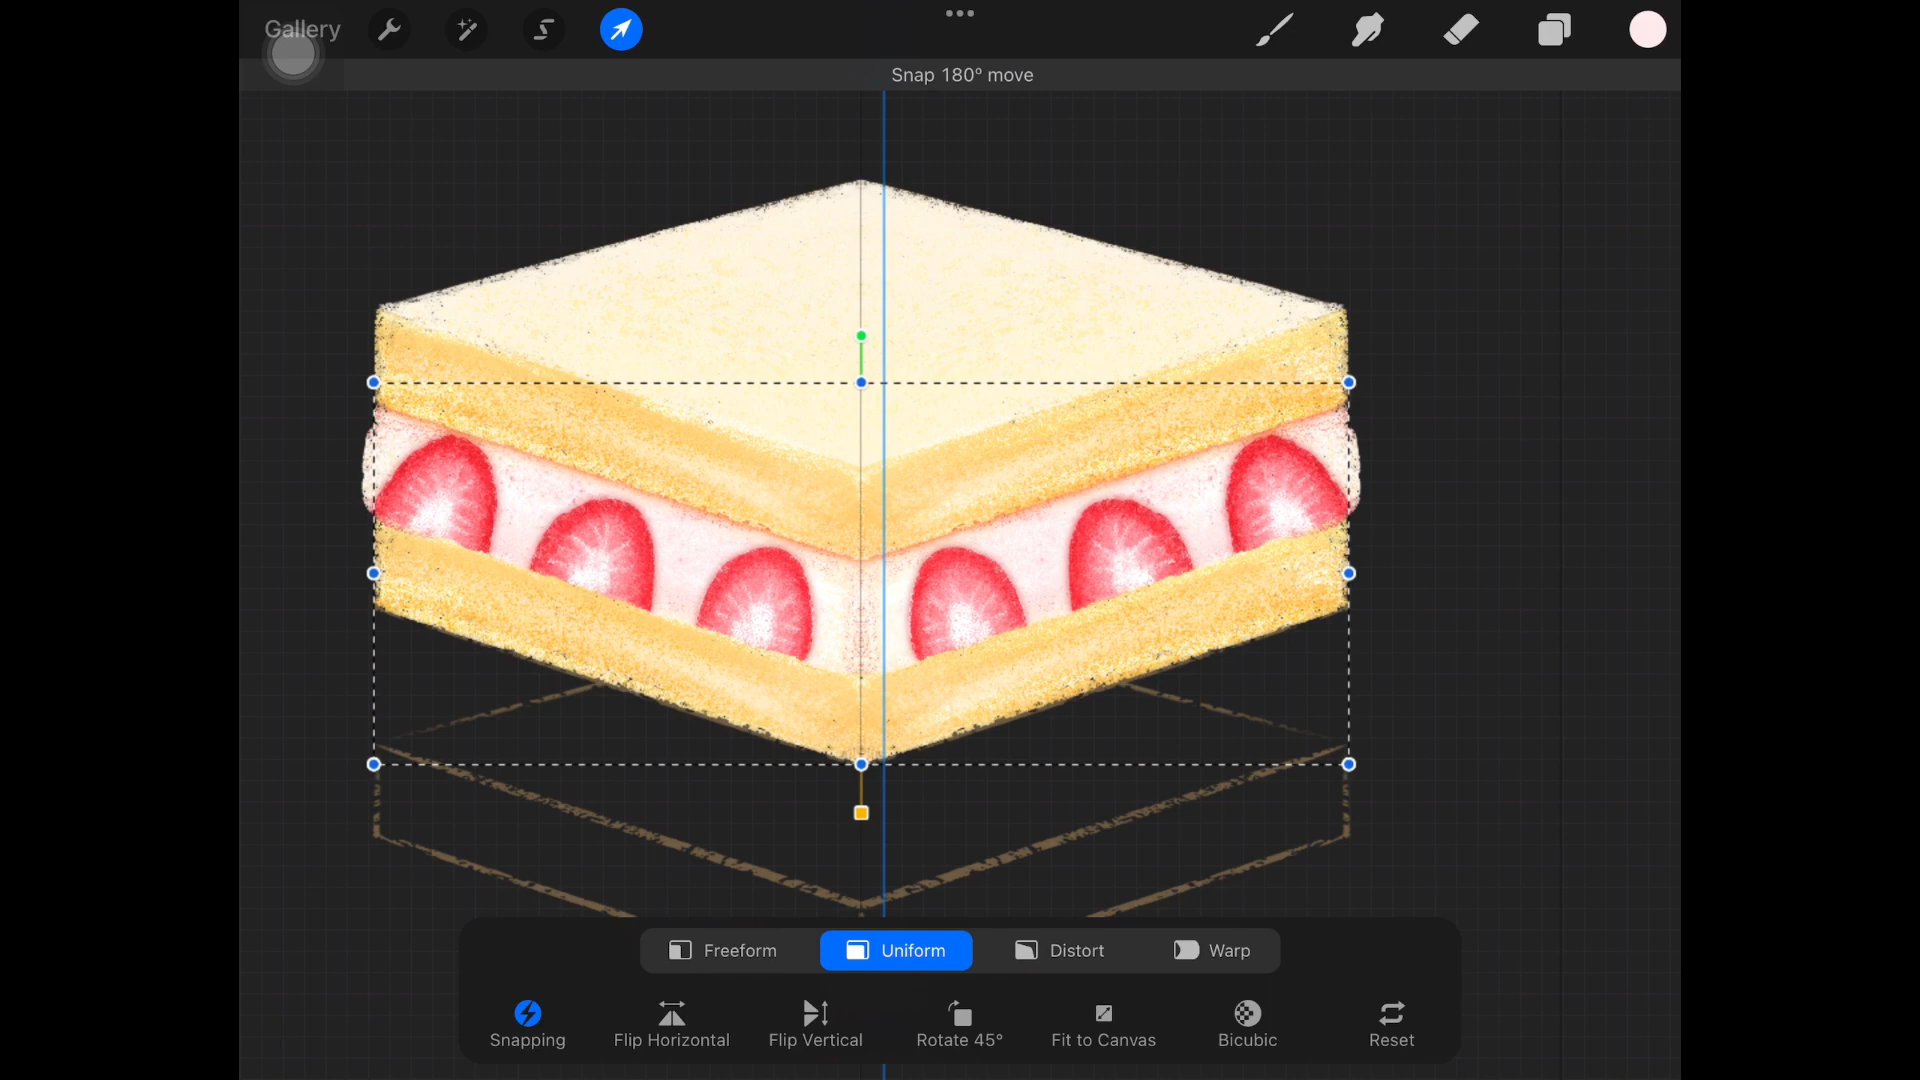 Gallery
Snap 180° move
Freeform
Uniform
Distort
Warp
Snapping
Flip Horizontal
Flip Vertical
Rotate 45°
Fit to Canvas
Bicubic
Reset